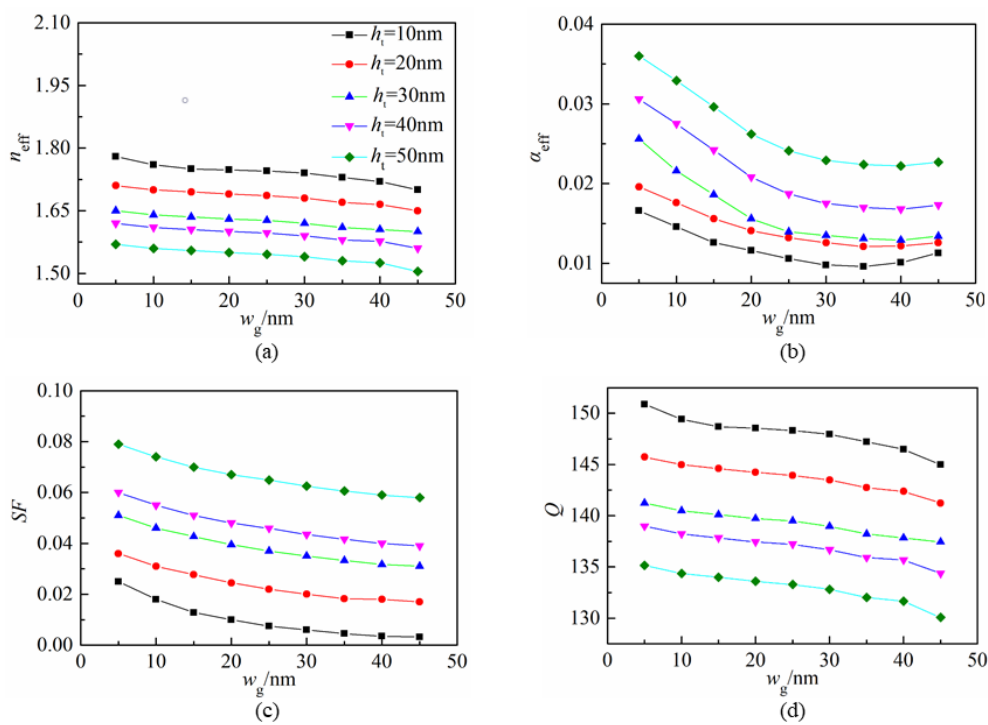 2.10
1.95
1.80
1.65
1.50
n_eff
0 10 20 30 40 50
w_g/nm
h_t=10nm
h_t=20nm
h_t=30nm
h_t=40nm
h_t=50nm
(a)
0.04
0.03
0.02
0.01
α_eff
0 10 20 30 40 50
w_g/nm
(b)
0.10
0.08
0.06
0.04
0.02
0.00
SF
0 10 20 30 40 50
w_g/nm
(c)
150
145
140
135
130
Q
0 10 20 30 40 50
w_g/nm
(d)